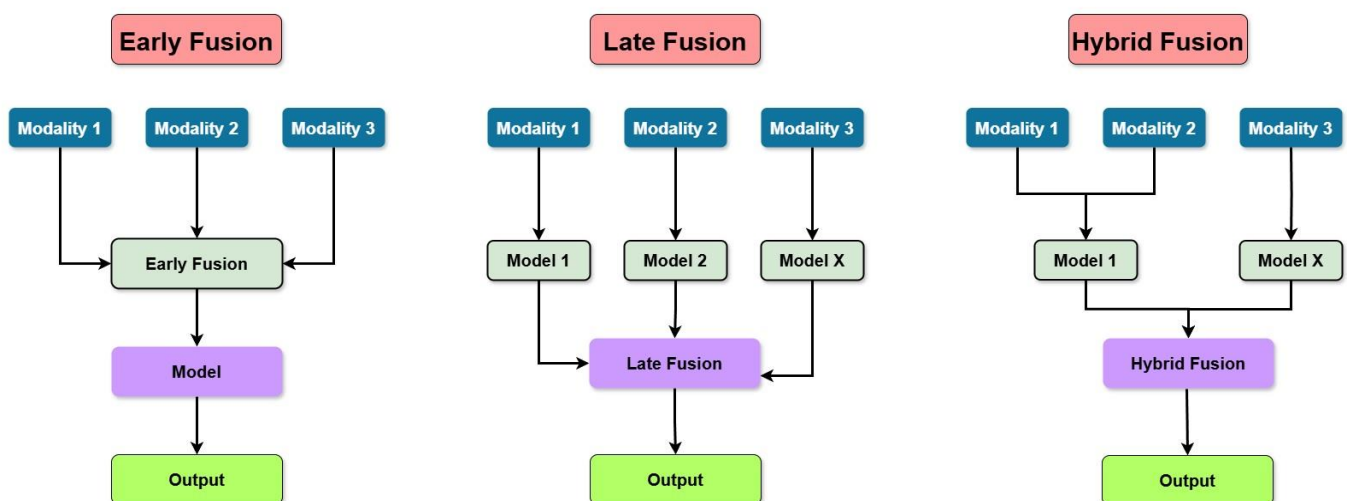 Early Fusion
Late Fusion
Hybrid Fusion
Modality 1
Modality 2
Modality 3
Modality 1
Modality 2
Modality 3
Modality 1
Modality 2
Modality 3
Early Fusion
Model 1
Model 2
Model X
Model 1
Model X
Model
Late Fusion
Hybrid Fusion
Output
Output
Output